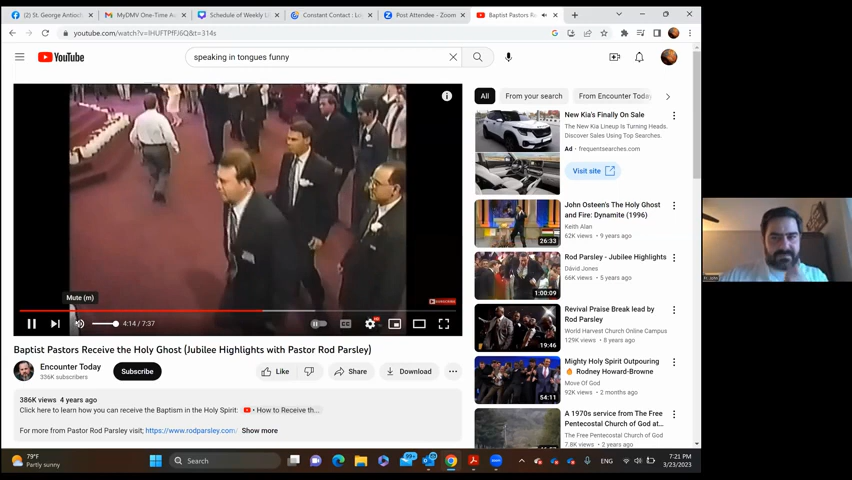 (2) St. George Antioch
MyDMV One-Time Aw
Schedule of Weekly Li
Constant Contact : Lo
Post Attendee - Zoom
Baptist Pastors Re
youtube.com/watch?v=lHUFTPfFJ6Q&t=314s
YouTube
speaking in tongues funny
All
From your search
From Encounter Today
New Kia's Finally On Sale
The New Kia Lineup Is Turning Heads.
Discover Sales Using Top Searches.
Ad • frequentsearches.com
Visit site
John Osteen's The Holy Ghost
and Fire: Dynamite (1996)
Keith Alan
62K views • 9 years ago
26:33
Rod Parsley - Jubilee Highlights
David Jones
66K views • 5 years ago
1:00:09
Revival Praise Break lead by
Rod Parsley
World Harvest Church Online Campus
129K views • 8 years ago
19:46
Mighty Holy Spirit Outpouring
🔥 Rodney Howard-Browne
Move Of God
92K views • 2 months ago
54:11
A 1970s service from The Free
Pentecostal Church of God at...
The Free Pentecostal Church of God
7.8K views • 2 years ago
Mute (m)
4:14 / 7:37
Baptist Pastors Receive the Holy Ghost (Jubilee Highlights with Pastor Rod Parsley)
Encounter Today
336K subscribers
Subscribe
Like
Share
Download
386K views 4 years ago
Click here to learn how you can receive the Baptism in the Holy Spirit: • How to Receive th...
For more from Pastor Rod Parsley visit; https://www.rodparsley.com/ Show more
79°F
Partly sunny
Search
99+
ENG
7:21 PM
3/23/2023